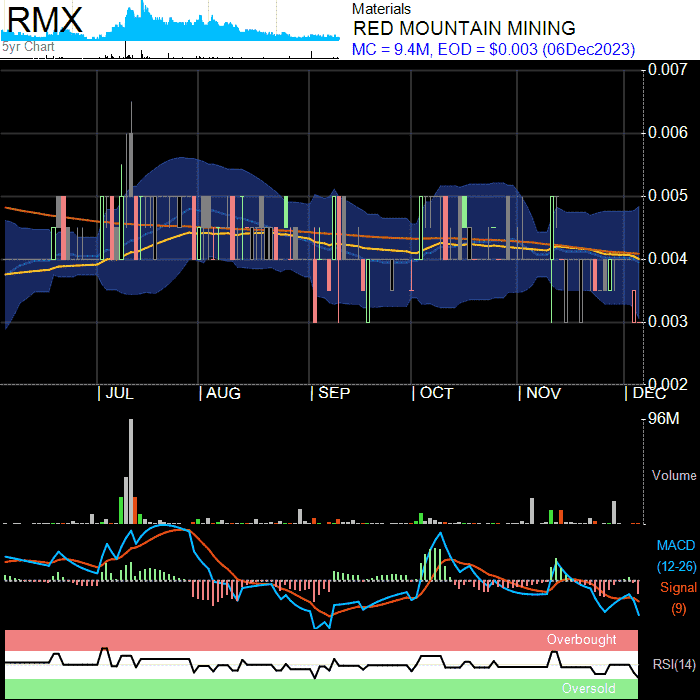 RMX
5yr Chart
Materials
RED MOUNTAIN MINING
MC = 9.4M, EOD = $0.003 (06Dec2023)
0.007
0.006
0.005
0.004
0.003
0.002
JUL AUG SEP OCT NOV DEC
96M
Volume
MACD
(12-26)
Signal
(9)
Overbought
RSI(14)
Oversold